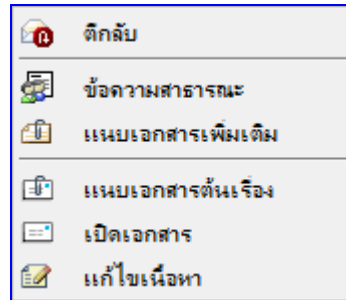 ตีกลับ
ข้อความสาธารณะ
แนบเอกสารเพิ่มเติม
แนบเอกสารต้นเรื่อง
เปิดเอกสาร
แก้ไขเนื้อหา